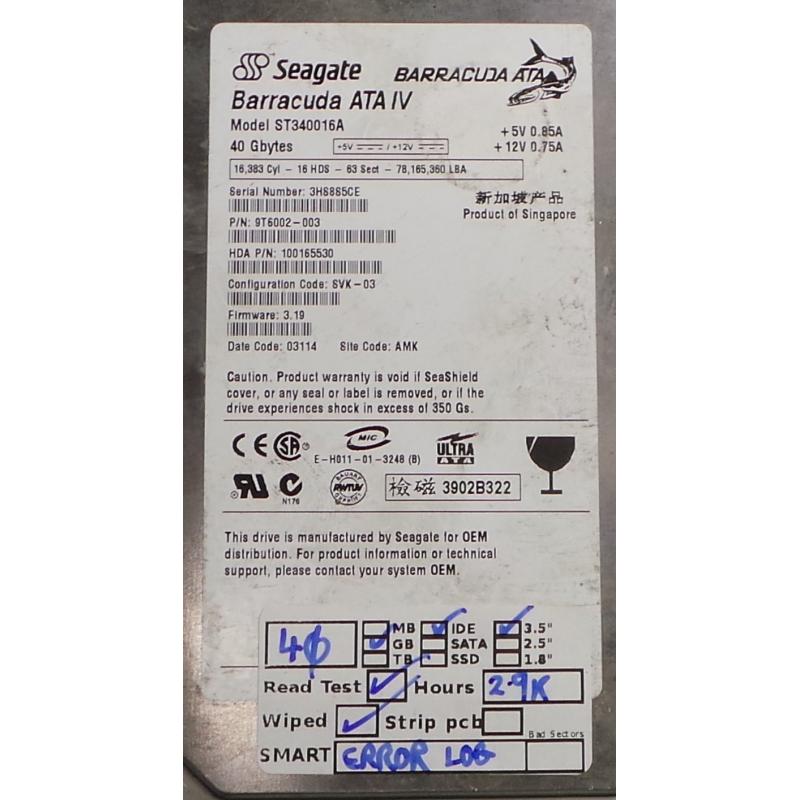 Seagate BARRACUDA ATA
Barracuda ATA IV
Model ST340016A
40 Gbytes +5V / +12V +5V 0.85A
+12V 0.75A
16,383 Cyl - 16 HDS - 63 Sect - 78,165,360 LBA
Serial Number: 3HS8S5CE
新加坡产品
Product of Singapore
P/N: 9T6002-003
HDA P/N: 100165530
Configuration Code: SVK-03
Firmware: 3.19
Date Code: 03114 Site Code: AMK
Caution. Product warranty is void if SeaShield
cover, or any seal or label is removed, or if the
drive experiences shock in excess of 350 Gs.
CE SA MIC ULTRA
ATA
E-H011-01-3248 (B)
RU N176 RWTUV 檢磁 3902B322
This drive is manufactured by Seagate for OEM
distribution. For product information or technical
support, please contact your system OEM.
40 MB IDE 3.5"
GB SATA 2.5"
TB SSD 1.8"
Read Test Hours 2.9K
Wiped Strip pcb
Bad Sectors
SMART ERROR LOG